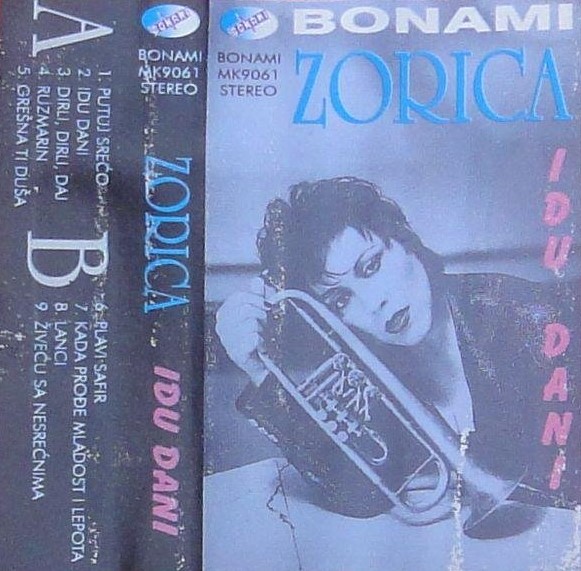 A
1. PUTUJ SREĆO
2. IDU DANI
3. DIRLI, DIRLI, DAJ
4. RUZMARIN
5. GREŠNA TI DUŠA
B
6. PLAVI SAFIR
7. KADA PROĐE MLADOST I LEPOTA
8. LANCI
9. ŽIVEĆU SA NESREĆNIMA
BONAMI
BONAMI
MK9061
STEREO
ZORICA
IDU DANI
BONAMI
BONAMI
BONAMI
MK9061
STEREO
ZORICA
IDU DANI